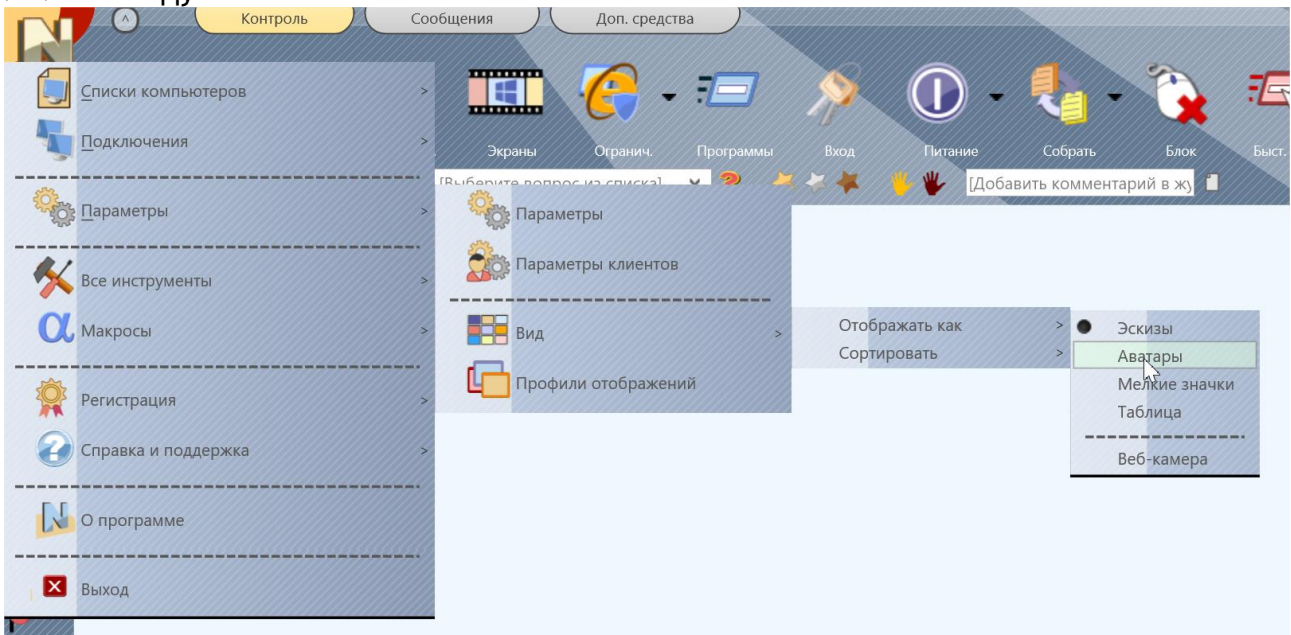 Контроль
Сообщения
Доп. средства
Списки компьютеров >
Подключения >
Параметры >
Все инструменты >
α Макросы >
Регистрация >
? Справка и поддержка >
N О программе
Выход
Экраны
Огранич.
Программы
Вход
Питание
Собрать
Блок
Быст.
[Выберите вопрос из списка]
[Добавить комментарий в жу
Параметры
Параметры клиентов
Вид >
Профили отображений
Отображать как >
Сортировать >
Эскизы
Аватары
Мелкие значки
Таблица
Веб-камера